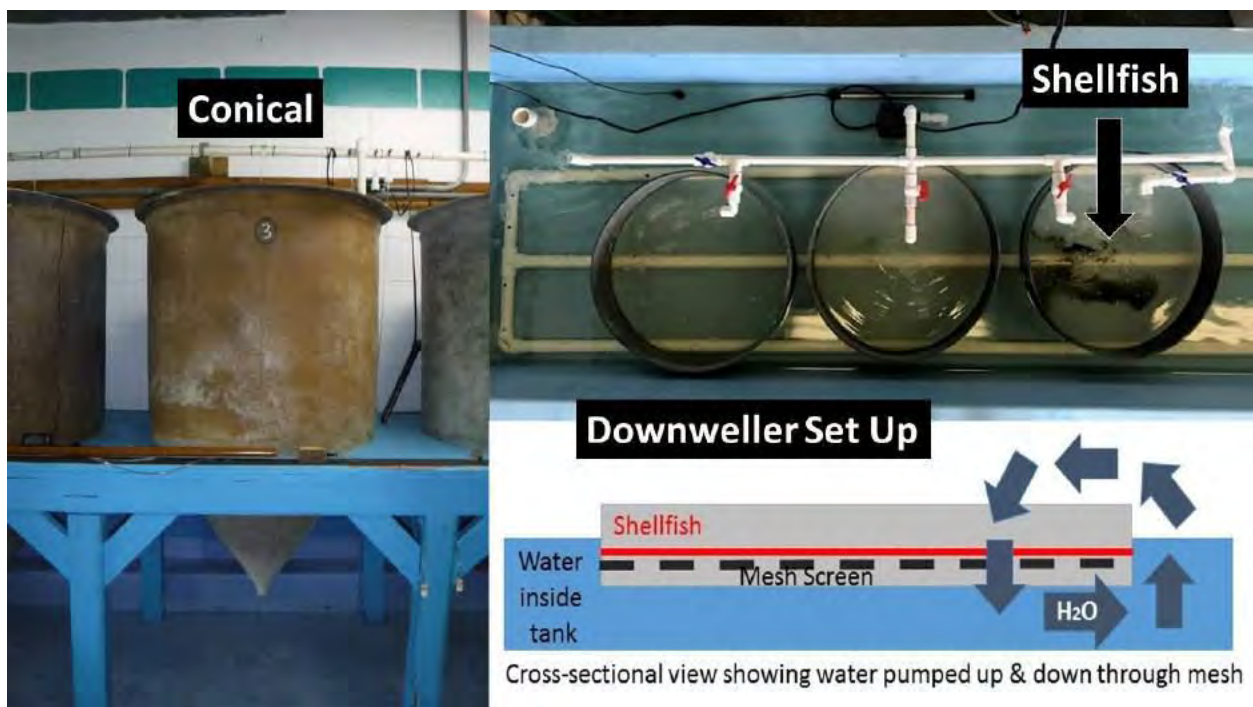 Conical
3
Shellfish
Downweller Set Up
Shellfish
Mesh Screen
Water
inside
tank
H2O
Cross-sectional view showing water pumped up & down through mesh